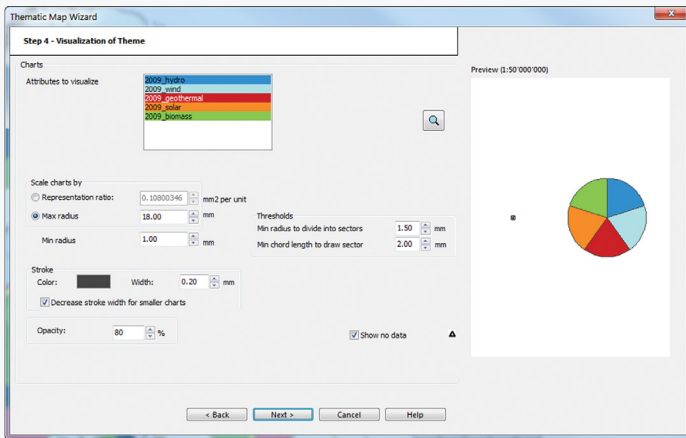 Thematic Map Wizard
Step 4 - Visualization of Theme
Charts
Preview (1:50'000'000)
Attributes to visualize
2009_hydro
2009_wind
2009_geothermal
2009_solar
2009_biomass
Scale charts by
Representation ratio: 0.10800346 mm2 per unit
Max radius 18.00 mm
Min radius 1.00 mm
Thresholds
Min radius to divide into sectors 1.50 mm
Min chord length to draw sector 2.00 mm
Stroke
Color: Width: 0.20 mm
Decrease stroke width for smaller charts
Opacity: 80 %
Show no data
< Back Next > Cancel Help